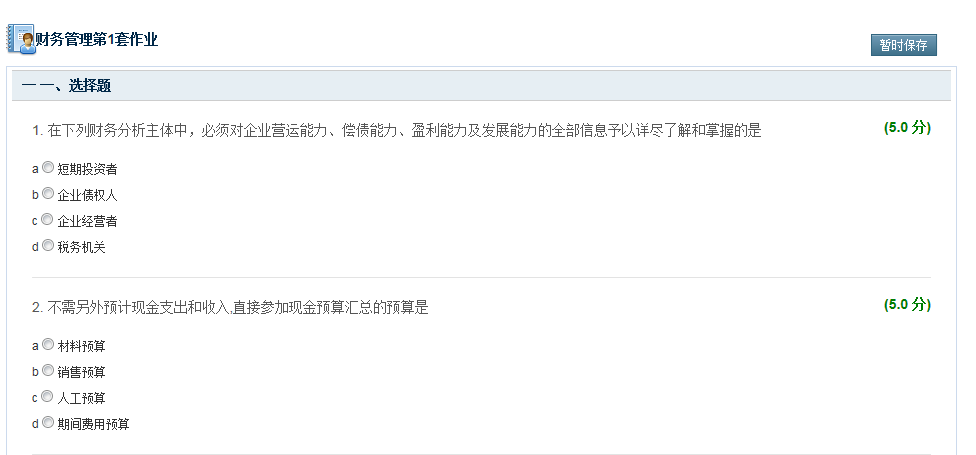 财务管理第1套作业
暂时保存
一 一、选择题
1. 在下列财务分析主体中，必须对企业营运能力、偿债能力、盈利能力及发展能力的全部信息予以详尽了解和掌握的是
(5.0 分)
a 短期投资者
b 企业债权人
c 企业经营者
d 税务机关
2. 不需另外预计现金支出和收入,直接参加现金预算汇总的预算是
(5.0 分)
a 材料预算
b 销售预算
c 人工预算
d 期间费用预算